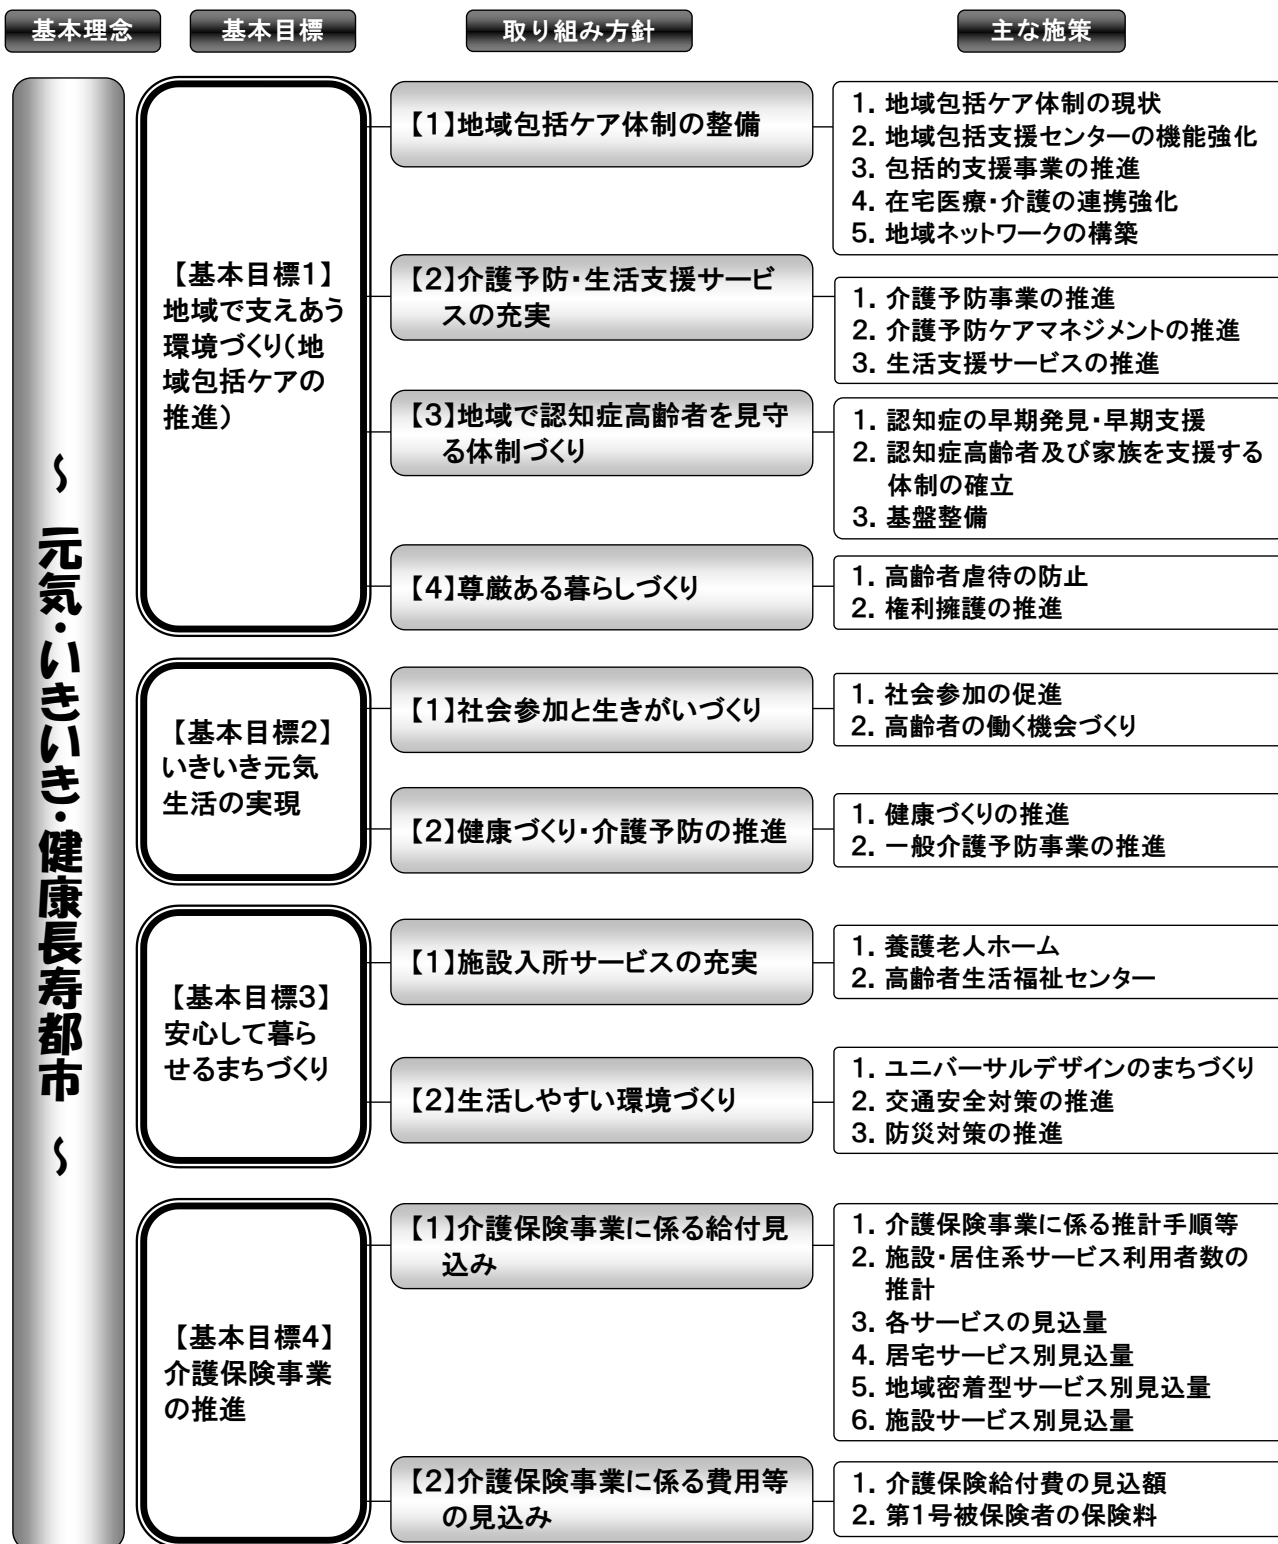 基本理念
基本目標
取り組み方針
主な施策
～ 元気・いきいき・健康長寿都市 ～
【基本目標1】
地域で支えあう
環境づくり(地
域包括ケアの
推進)
【1】地域包括ケア体制の整備
1. 地域包括ケア体制の現状
2. 地域包括支援センターの機能強化
3. 包括的支援事業の推進
4. 在宅医療・介護の連携強化
5. 地域ネットワークの構築
【2】介護予防・生活支援サービ
スの充実
1. 介護予防事業の推進
2. 介護予防ケアマネジメントの推進
3. 生活支援サービスの推進
【3】地域で認知症高齢者を見守
る体制づくり
1. 認知症の早期発見・早期支援
2. 認知症高齢者及び家族を支援する
体制の確立
3. 基盤整備
【4】尊厳ある暮らしづくり
1. 高齢者虐待の防止
2. 権利擁護の推進
【基本目標2】
いきいき元気
生活の実現
【1】社会参加と生きがいづくり
1. 社会参加の促進
2. 高齢者の働く機会づくり
【2】健康づくり・介護予防の推進
1. 健康づくりの推進
2. 一般介護予防事業の推進
【基本目標3】
安心して暮ら
せるまちづくり
【1】施設入所サービスの充実
1. 養護老人ホーム
2. 高齢者生活福祉センター
【2】生活しやすい環境づくり
1. ユニバーサルデザインのまちづくり
2. 交通安全対策の推進
3. 防災対策の推進
【基本目標4】
介護保険事業
の推進
【1】介護保険事業に係る給付見
込み
1. 介護保険事業に係る推計手順等
2. 施設・居住系サービス利用者数の
推計
3. 各サービスの見込量
4. 居宅サービス別見込量
5. 地域密着型サービス別見込量
6. 施設サービス別見込量
【2】介護保険事業に係る費用等
の見込み
1. 介護保険給付費の見込額
2. 第1号被保険者の保険料